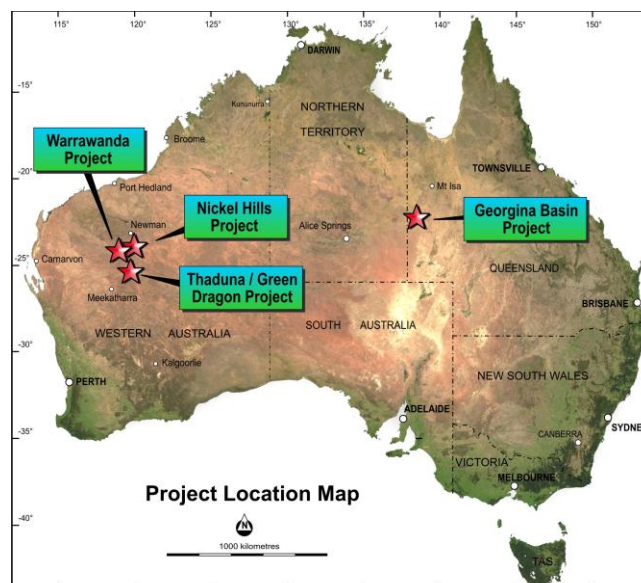 115° 120° 125° 130° 135° 140° 145° 150°
DARWIN
-15°
Kununurra
NORTHERN
TERRITORY
Warrawanda
Project
Broome
TOWNSVILLE
-20°
Port Hedland
Mt Isa
Nickel Hills
Project
Georgina Basin
Project
Newman
Alice Springs
-25°
Carnarvon
Thaduna / Green
Dragon Project
QUEENSLAND
Meekatharra
BRISBANE
WESTERN AUSTRALIA
SOUTH AUSTRALIA
-30°
Kalgoorlie
NEW SOUTH WALES
PERTH
ADELAIDE
SYDNE
-35°
CANBERRA
VICTORIA
MELBOURNE
Project Location Map
N
-40°
1000 kilometres
TAS